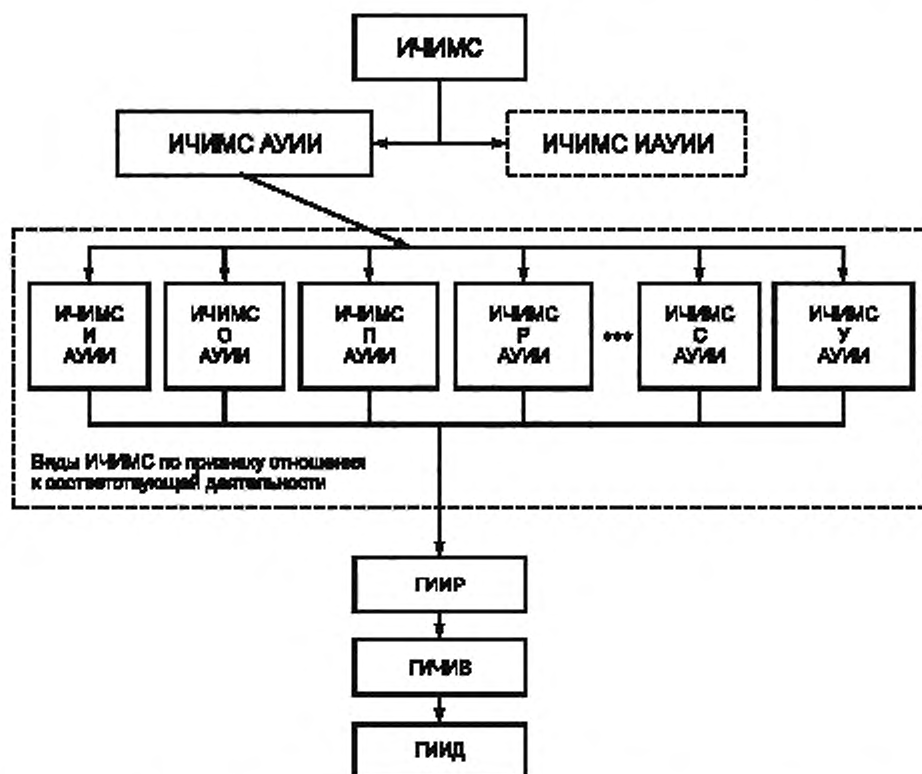 ИЧИМС
ИЧИМС АУИИ
ИЧИМС ИАУИИ
ИЧИМС
И
АУИИ
ИЧИМС
О
АУИИ
ИЧИМС
П
АУИИ
ИЧИМС
Р
АУИИ
...
ИЧИМС
С
АУИИ
ИЧИМС
У
АУИИ
Виды ИЧИМС по признаку отношения
к соответствующей деятельности
ГИИР
ГИЧИВ
ГИИД